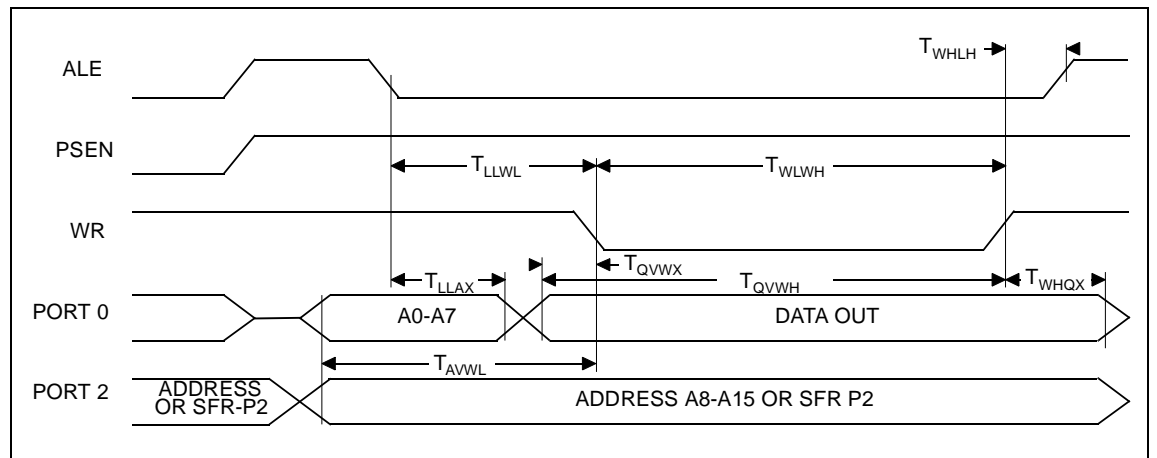 T_WHLH
ALE
PSEN
T_LLWL
T_WLWH
WR
T_QVWX
T_LLAX
T_QVWH
T_WHQX
PORT 0
A0-A7
DATA OUT
T_AVWL
PORT 2
ADDRESS
OR SFR-P2
ADDRESS A8-A15 OR SFR P2